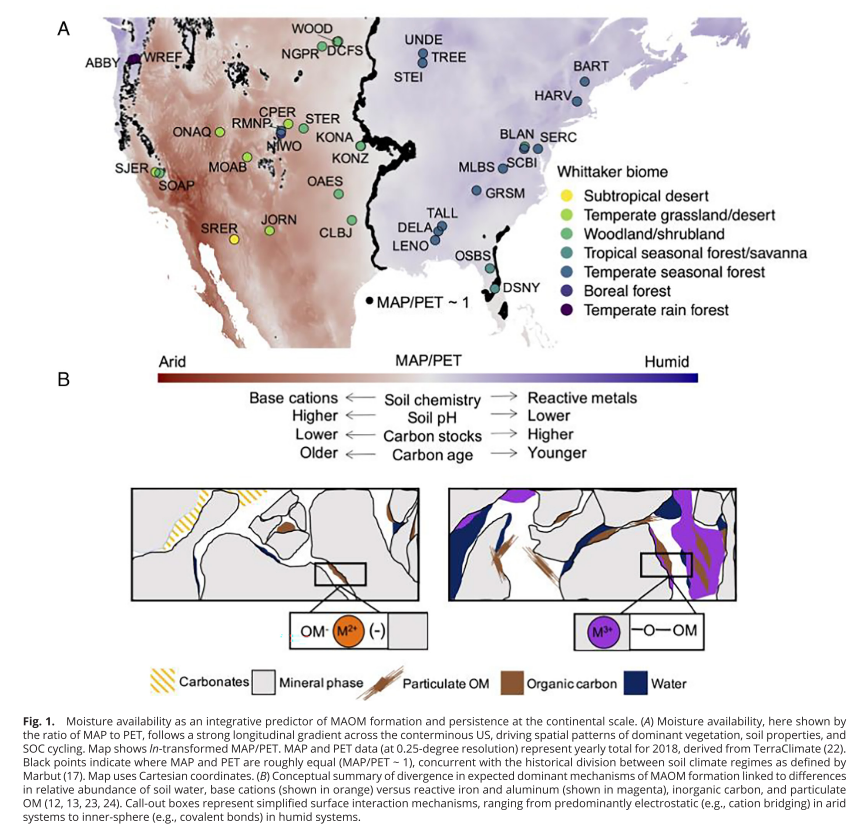 A
WOOD
NGPR DCFS
UNDE
TREE
STEI
ABBY WREF
BART
HARV
CPER
RMNP STER
ONAQ
NIWO
KONA
KONZ
BLAN SERC
SCBI
MLBS
MOAB
SJER
SOAP
OAES
GRSM
Whittaker biome
Subtropical desert
Temperate grassland/desert
Woodland/shrubland
Tropical seasonal forest/savanna
Temperate seasonal forest
Boreal forest
Temperate rain forest
SRER
JORN
CLBJ
TALL
DELA
LENO
OSBS
DSNY
MAP/PET ~ 1
B
Arid MAP/PET Humid
Base cations ← Soil chemistry → Reactive metals
Higher ← Soil pH → Lower
Lower ← Carbon stocks → Higher
Older ← Carbon age → Younger
OM- M2+ (-)
M3+ —O—OM
Carbonates Mineral phase Particulate OM Organic carbon Water
Fig. 1. Moisture availability as an integrative predictor of MAOM formation and persistence at the continental scale. (A) Moisture availability, here shown by
the ratio of MAP to PET, follows a strong longitudinal gradient across the conterminous US, driving spatial patterns of dominant vegetation, soil properties, and
SOC cycling. Map shows ln-transformed MAP/PET. MAP and PET data (at 0.25-degree resolution) represent yearly total for 2018, derived from TerraClimate (22).
Black points indicate where MAP and PET are roughly equal (MAP/PET ~ 1), concurrent with the historical division between soil climate regimes as defined by
Marbut (17). Map uses Cartesian coordinates. (B) Conceptual summary of divergence in expected dominant mechanisms of MAOM formation linked to differences
in relative abundance of soil water, base cations (shown in orange) versus reactive iron and aluminum (shown in magenta), inorganic carbon, and particulate
OM (12, 13, 23, 24). Call-out boxes represent simplified surface interaction mechanisms, ranging from predominantly electrostatic (e.g., cation bridging) in arid
systems to inner-sphere (e.g., covalent bonds) in humid systems.